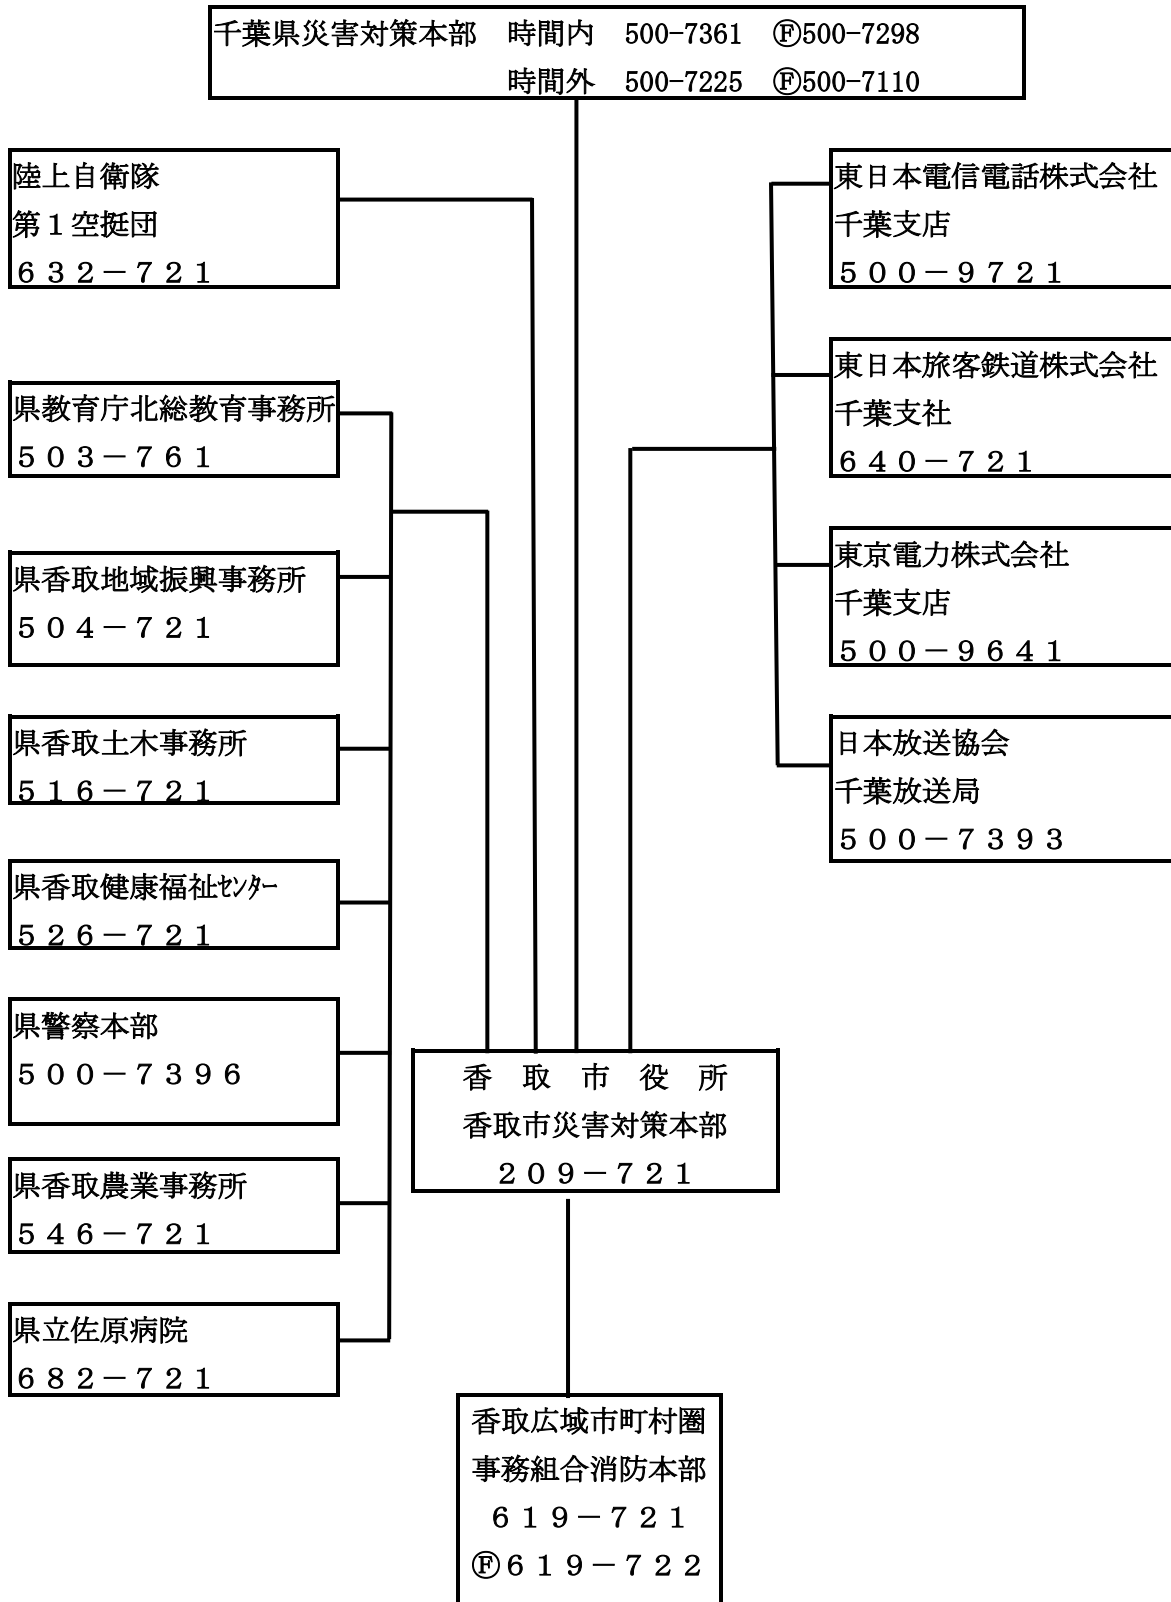 千葉県災害対策本部　時間内　500-7361　Ⓕ500-7298
時間外　500-7225　Ⓕ500-7110
陸上自衛隊
第１空挺団
６３２－７２１
県教育庁北総教育事務所
５０３－７６１
県香取地域振興事務所
５０４－７２１
県香取土木事務所
５１６－７２１
県香取健康福祉ｾﾝﾀｰ
５２６－７２１
県警察本部
５００－７３９６
県香取農業事務所
５４６－７２１
県立佐原病院
６８２－７２１
東日本電信電話株式会社
千葉支店
５００－９７２１
東日本旅客鉄道株式会社
千葉支社
６４０－７２１
東京電力株式会社
千葉支店
５００－９６４１
日本放送協会
千葉放送局
５００－７３９３
香　取　市　役　所
香取市災害対策本部
２０９－７２１
香取広域市町村圏
事務組合消防本部
６１９－７２１
Ⓕ６１９－７２２